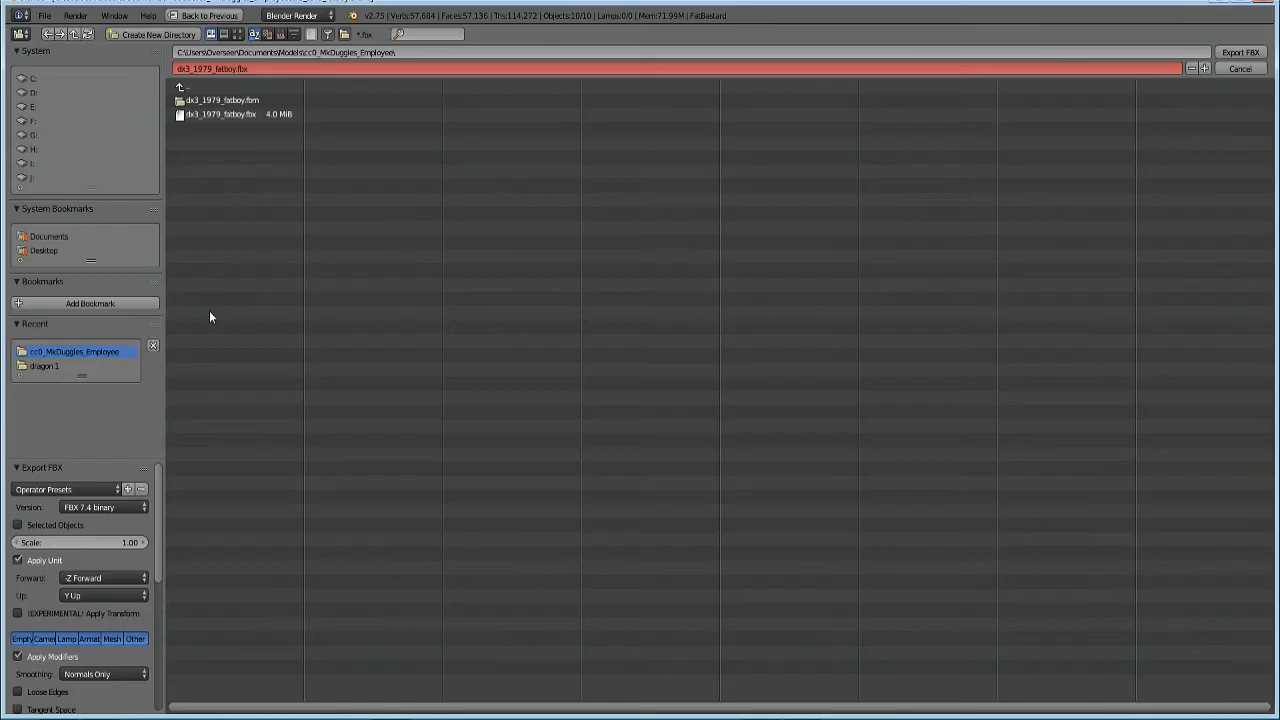 File Render Window Help Back to Previous Blender Render v2.75 | Verts:57,684 | Faces:57,136 | Tris:114,272 | Objects:10/10 | Lamps:0/0 | Mem:71.99M | FatBastard
Create New Directory *.fbx
System
C:\Users\Overseer\Documents\Models\cc0_MkDuggles_Employee\ Export FBX
dx3_1979_fatboy.fbx Cancel
C:
D:
E:
F:
G:
H:
I:
J:
..
dx3_1979_fatboy.fbm
dx3_1979_fatboy.fbx 4.0 MiB
System Bookmarks
Documents
Desktop
Bookmarks
Add Bookmark
Recent
cc0_MkDuggles_Employee
dragon 1
Export FBX
Operator Presets
Version: FBX 7.4 binary
Selected Objects
Scale: 1.00
Apply Unit
Forward: -Z Forward
Up: Y Up
!EXPERIMENTAL! Apply Transform
Empty Camer Lamp Armat Mesh Other
Apply Modifiers
Smoothing: Normals Only
Loose Edges
Tangent Space